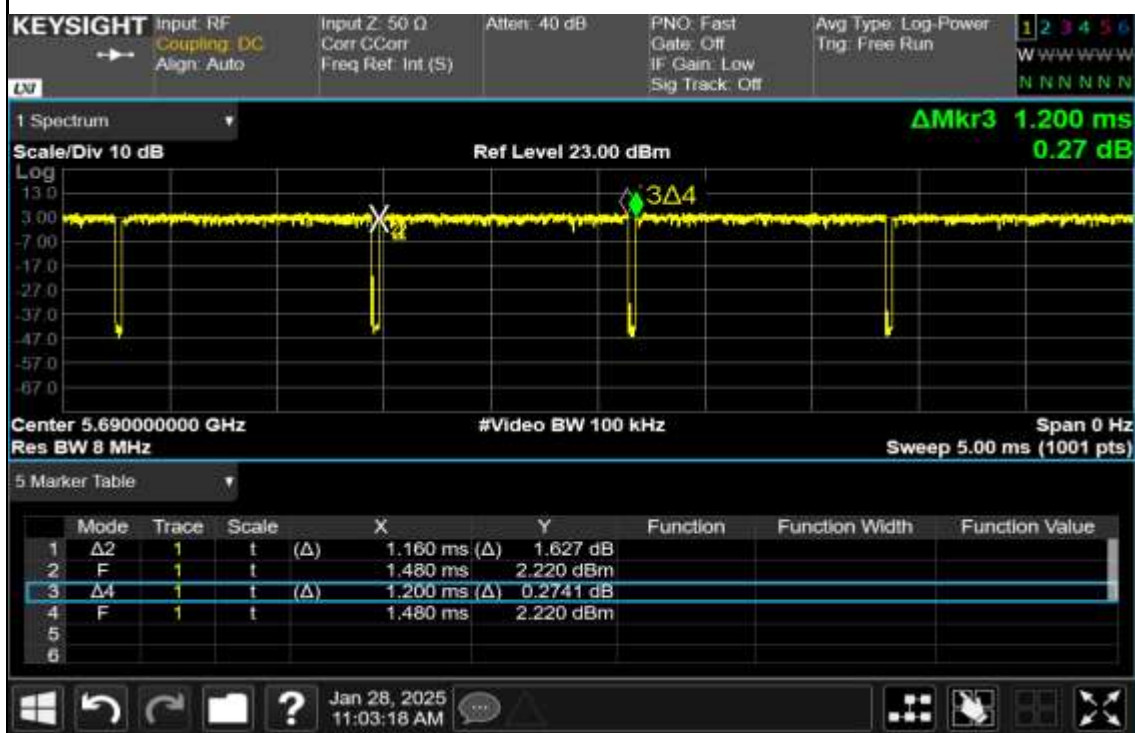 KEYSIGHT Input: RF Input Z: 50 Ω Atten: 40 dB PNO: Fast Avg Type: Log-Power 1 2 3 4 5 6
Coupling: DC Corr CCorr Gate: Off Trig: Free Run
Align: Auto Freq Ref: Int (S) IF Gain: Low W W W W W W
LXI Sig Track: Off N N N N N N
1 Spectrum ΔMkr3 1.200 ms
Scale/Div 10 dB Ref Level 23.00 dBm 0.27 dB
Log
13.0
3Δ4
3.00
-7.00
-17.0
-27.0
-37.0
-47.0
-57.0
-67.0
Center 5.690000000 GHz #Video BW 100 kHz Span 0 Hz
Res BW 8 MHz Sweep 5.00 ms (1001 pts)
5 Marker Table
Mode Trace Scale X Y Function Function Width Function Value
1 Δ2 1 t (Δ) 1.160 ms (Δ) 1.627 dB
2 F 1 t 1.480 ms 2.220 dBm
3 Δ4 1 t (Δ) 1.200 ms (Δ) 0.2741 dB
4 F 1 t 1.480 ms 2.220 dBm
5
6
? Jan 28, 2025
11:03:18 AM